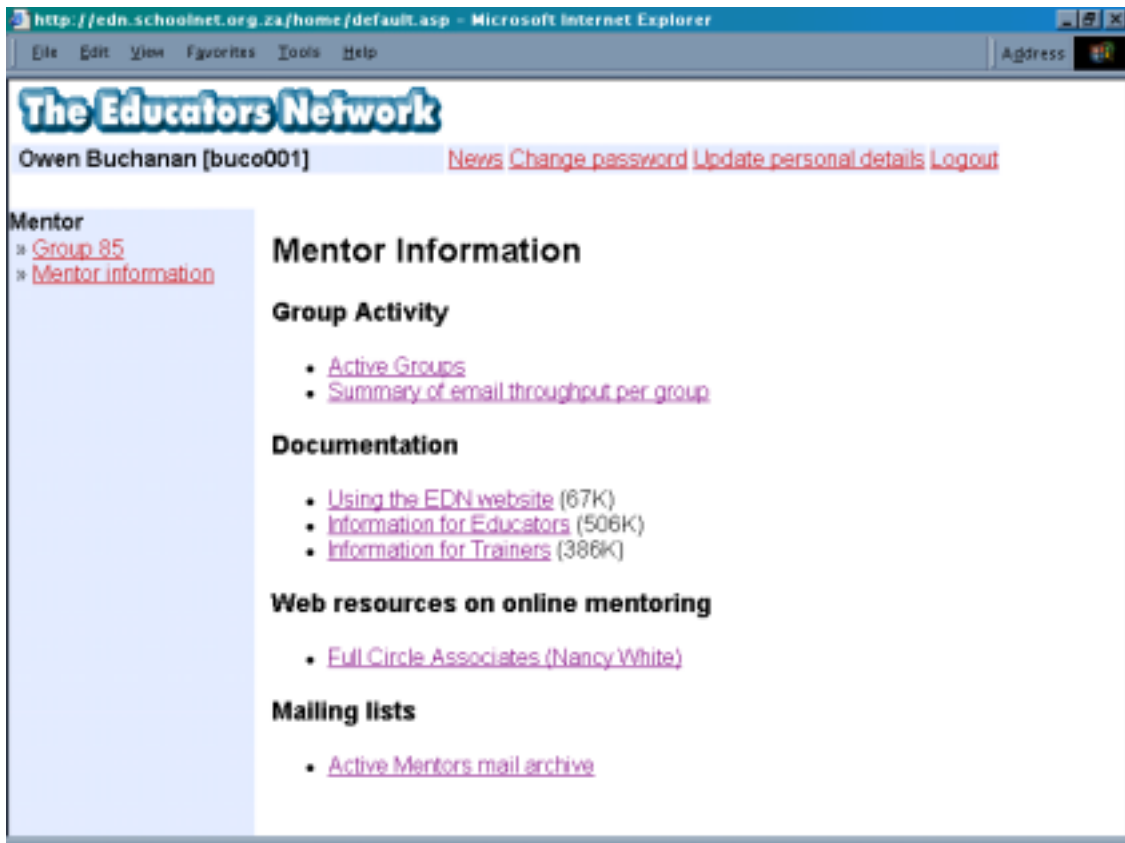 http://edn.schoolnet.org.za/home/default.asp - Microsoft Internet Explorer
File Edit View Favorites Tools Help Address
The Educators Network
Owen Buchanan [buco001] News Change password Update personal details Logout
Mentor
» Group 85
» Mentor information
Mentor Information
Group Activity
• Active Groups
• Summary of email throughput per group
Documentation
• Using the EDN website (67K)
• Information for Educators (506K)
• Information for Trainers (386K)
Web resources on online mentoring
• Full Circle Associates (Nancy White)
Mailing lists
• Active Mentors mail archive